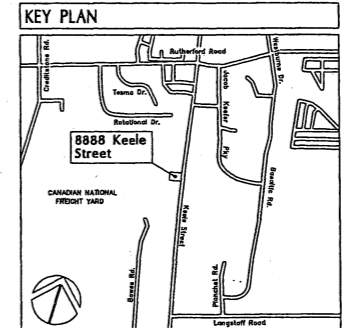 KEY PLAN
Rutherford Road
Creditstone Rd.
Westburne Dr.
Tesma Dr.
Jacob
Keefer
Pky
Rotational Dr.
8888 Keele
Street
CANADIAN NATIONAL
FREIGHT YARD
Keele Street
Basaltic Rd.
Bowes Rd.
Planchet Rd.
Langstaff Road